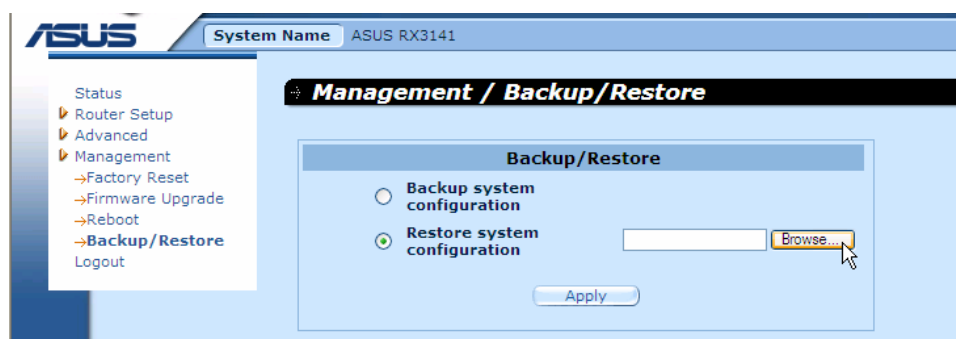 ASUS
System Name ASUS RX3141
Status
Router Setup
Advanced
Management
→Factory Reset
→Firmware Upgrade
→Reboot
→Backup/Restore
Logout
Management / Backup/Restore
Backup/Restore
Backup system
configuration
Restore system
configuration
Browse...
Apply